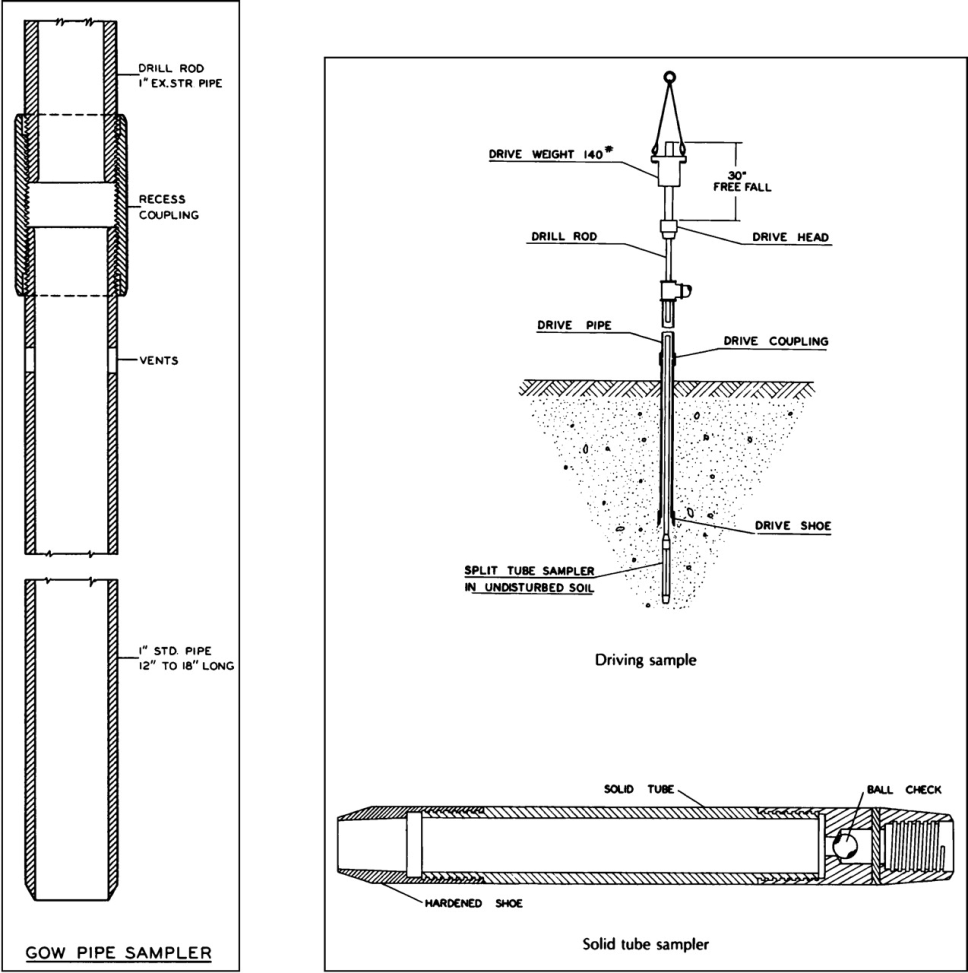 DRILL ROD
1" EX.STR PIPE
RECESS
COUPLING
VENTS
1" STD. PIPE
12" TO 18" LONG
GOW PIPE SAMPLER
DRIVE WEIGHT 140#
30"
FREE FALL
DRILL ROD
DRIVE HEAD
DRIVE PIPE
DRIVE COUPLING
DRIVE SHOE
SPLIT TUBE SAMPLER
IN UNDISTURBED SOIL
Driving sample
SOLID TUBE
BALL CHECK
HARDENED SHOE
Solid tube sampler